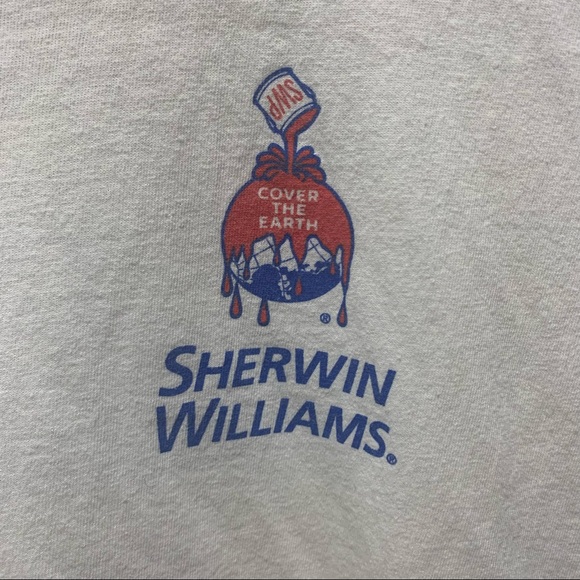 SWP
COVER
THE
EARTH
®
SHERWIN
WILLIAMS®